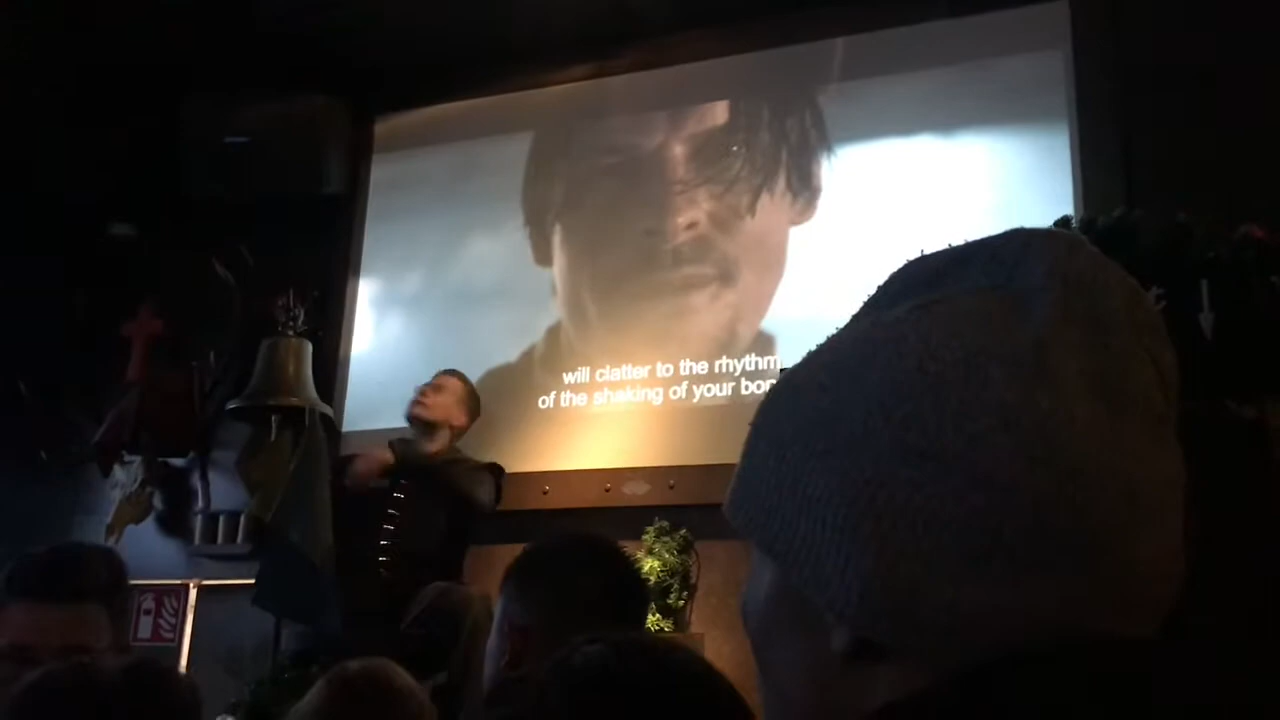 will clatter to the rhythm
of the shaking of your